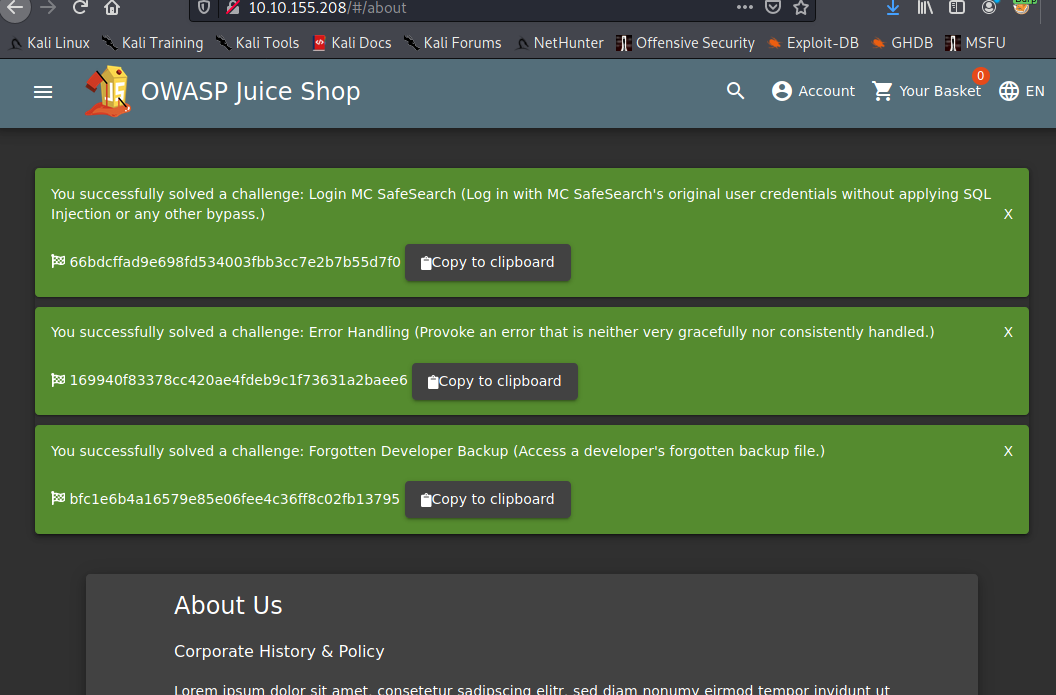 10.10.155.208/#/about
Kali Linux Kali Training Kali Tools Kali Docs Kali Forums NetHunter Offensive Security Exploit-DB GHDB MSFU
OWASP Juice Shop Account Your Basket 0 EN
You successfully solved a challenge: Login MC SafeSearch (Log in with MC SafeSearch's original user credentials without applying SQL
Injection or any other bypass.) X
66bdcffad9e698fd534003fbb3cc7e2b7b55d7f0 Copy to clipboard
You successfully solved a challenge: Error Handling (Provoke an error that is neither very gracefully nor consistently handled.) X
169940f83378cc420ae4fdeb9c1f73631a2baee6 Copy to clipboard
You successfully solved a challenge: Forgotten Developer Backup (Access a developer's forgotten backup file.) X
bfc1e6b4a16579e85e06fee4c36ff8c02fb13795 Copy to clipboard
About Us
Corporate History & Policy
Lorem ipsum dolor sit amet, consetetur sadipscing elitr, sed diam nonumy eirmod tempor invidunt ut